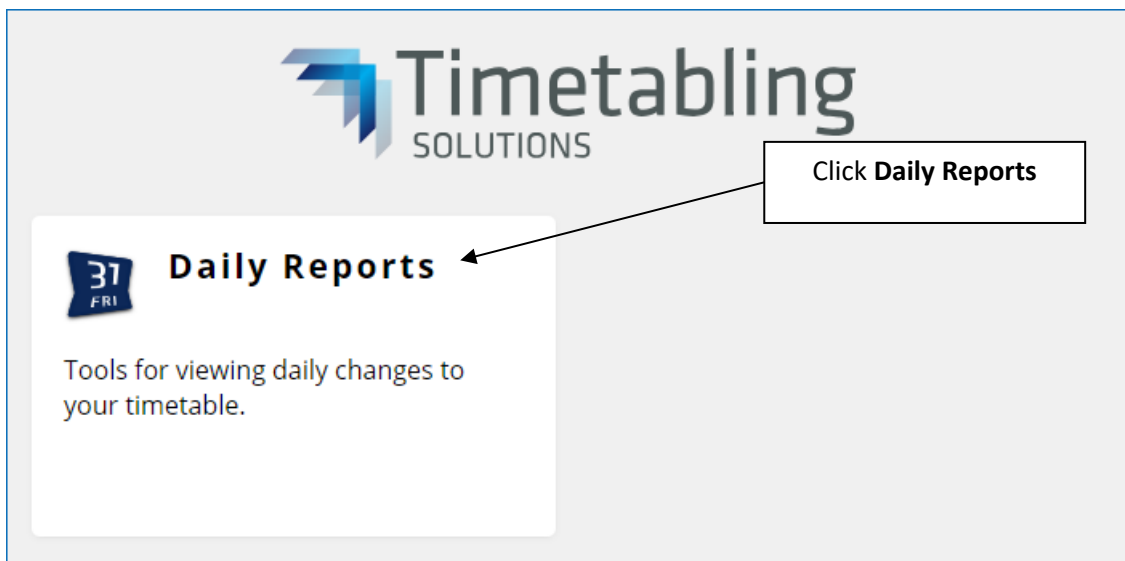 Timetabling
SOLUTIONS
Click Daily Reports
31
FRI
Daily Reports
Tools for viewing daily changes to
your timetable.